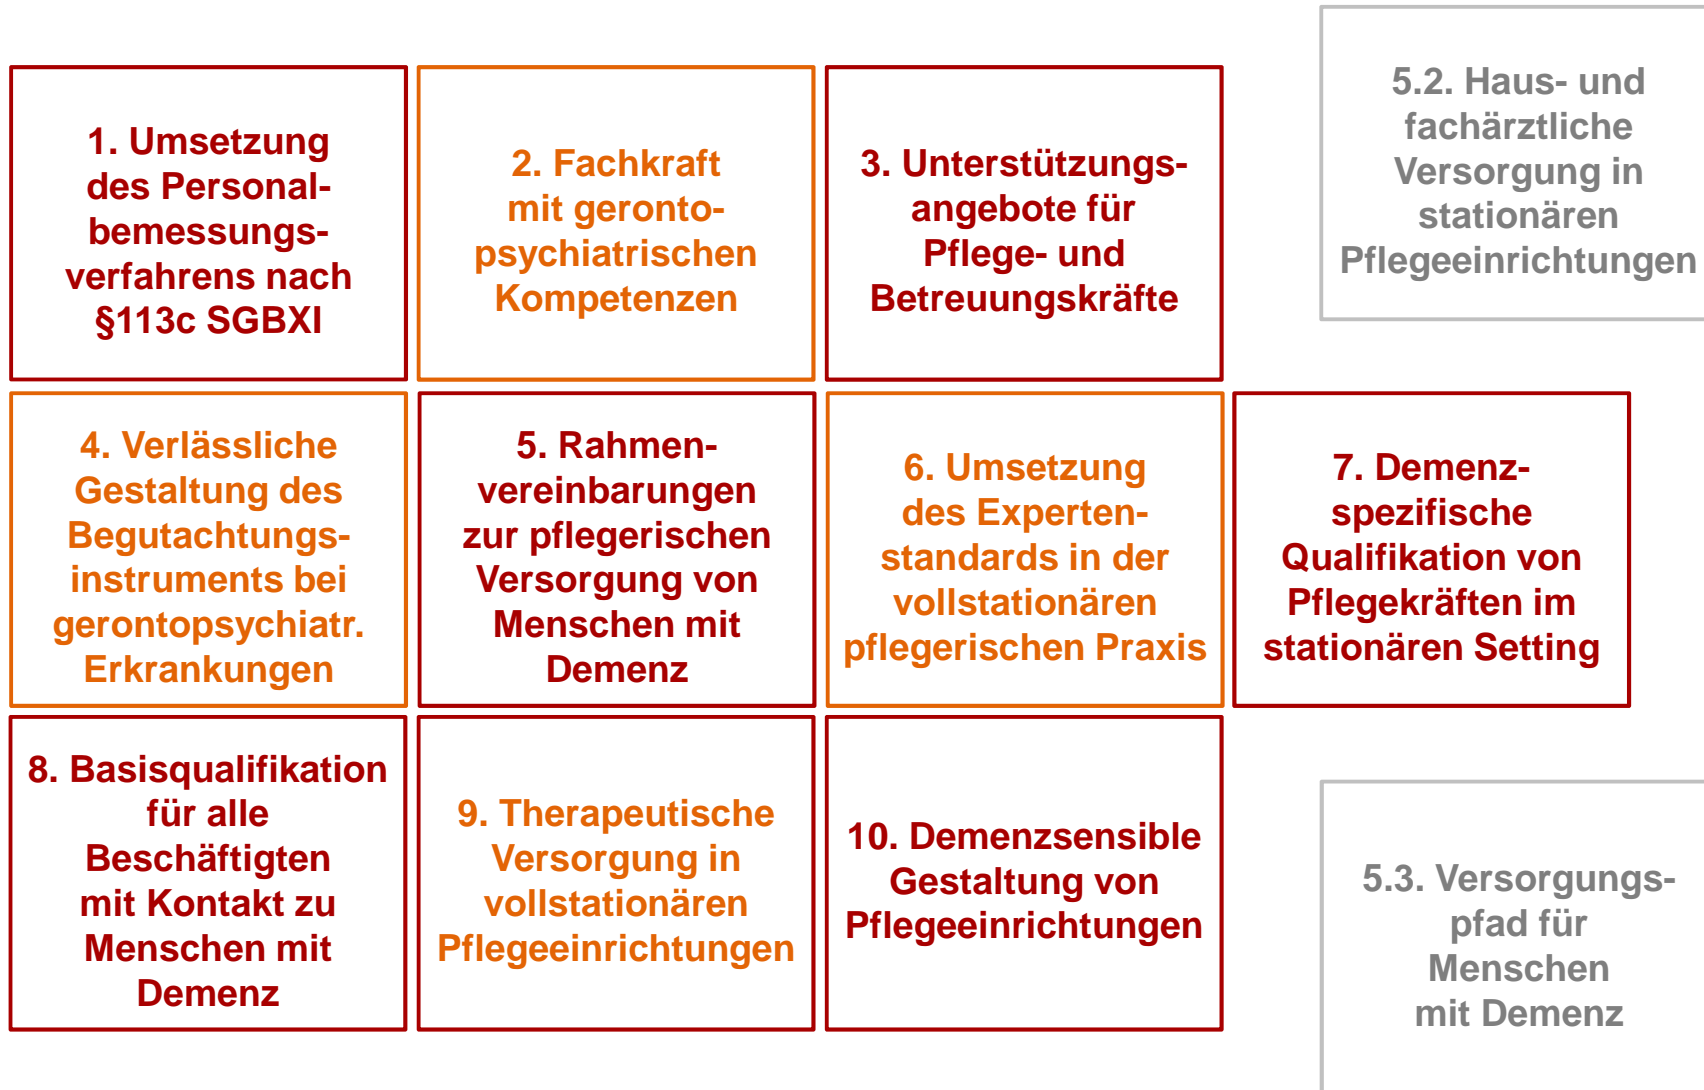 1. Umsetzung
des Personal-
bemessungs-
verfahrens nach
§113c SGBXI
2. Fachkraft
mit geronto-
psychiatrischen
Kompetenzen
3. Unterstützungs-
angebote für
Pflege- und
Betreuungskräfte
5.2. Haus- und
fachärztliche
Versorgung in
stationären
Pflegeeinrichtungen
4. Verlässliche
Gestaltung des
Begutachtungs-
instruments bei
gerontopsychiatr.
Erkrankungen
5. Rahmen-
vereinbarungen
zur pflegerischen
Versorgung von
Menschen mit
Demenz
6. Umsetzung
des Experten-
standards in der
vollstationären
pflegerischen Praxis
7. Demenz-
spezifische
Qualifikation von
Pflegekräften im
stationären Setting
8. Basisqualifikation
für alle
Beschäftigten
mit Kontakt zu
Menschen mit
Demenz
9. Therapeutische
Versorgung in
vollstationären
Pflegeeinrichtungen
10. Demenzsensible
Gestaltung von
Pflegeeinrichtungen
5.3. Versorgungs-
pfad für
Menschen
mit Demenz